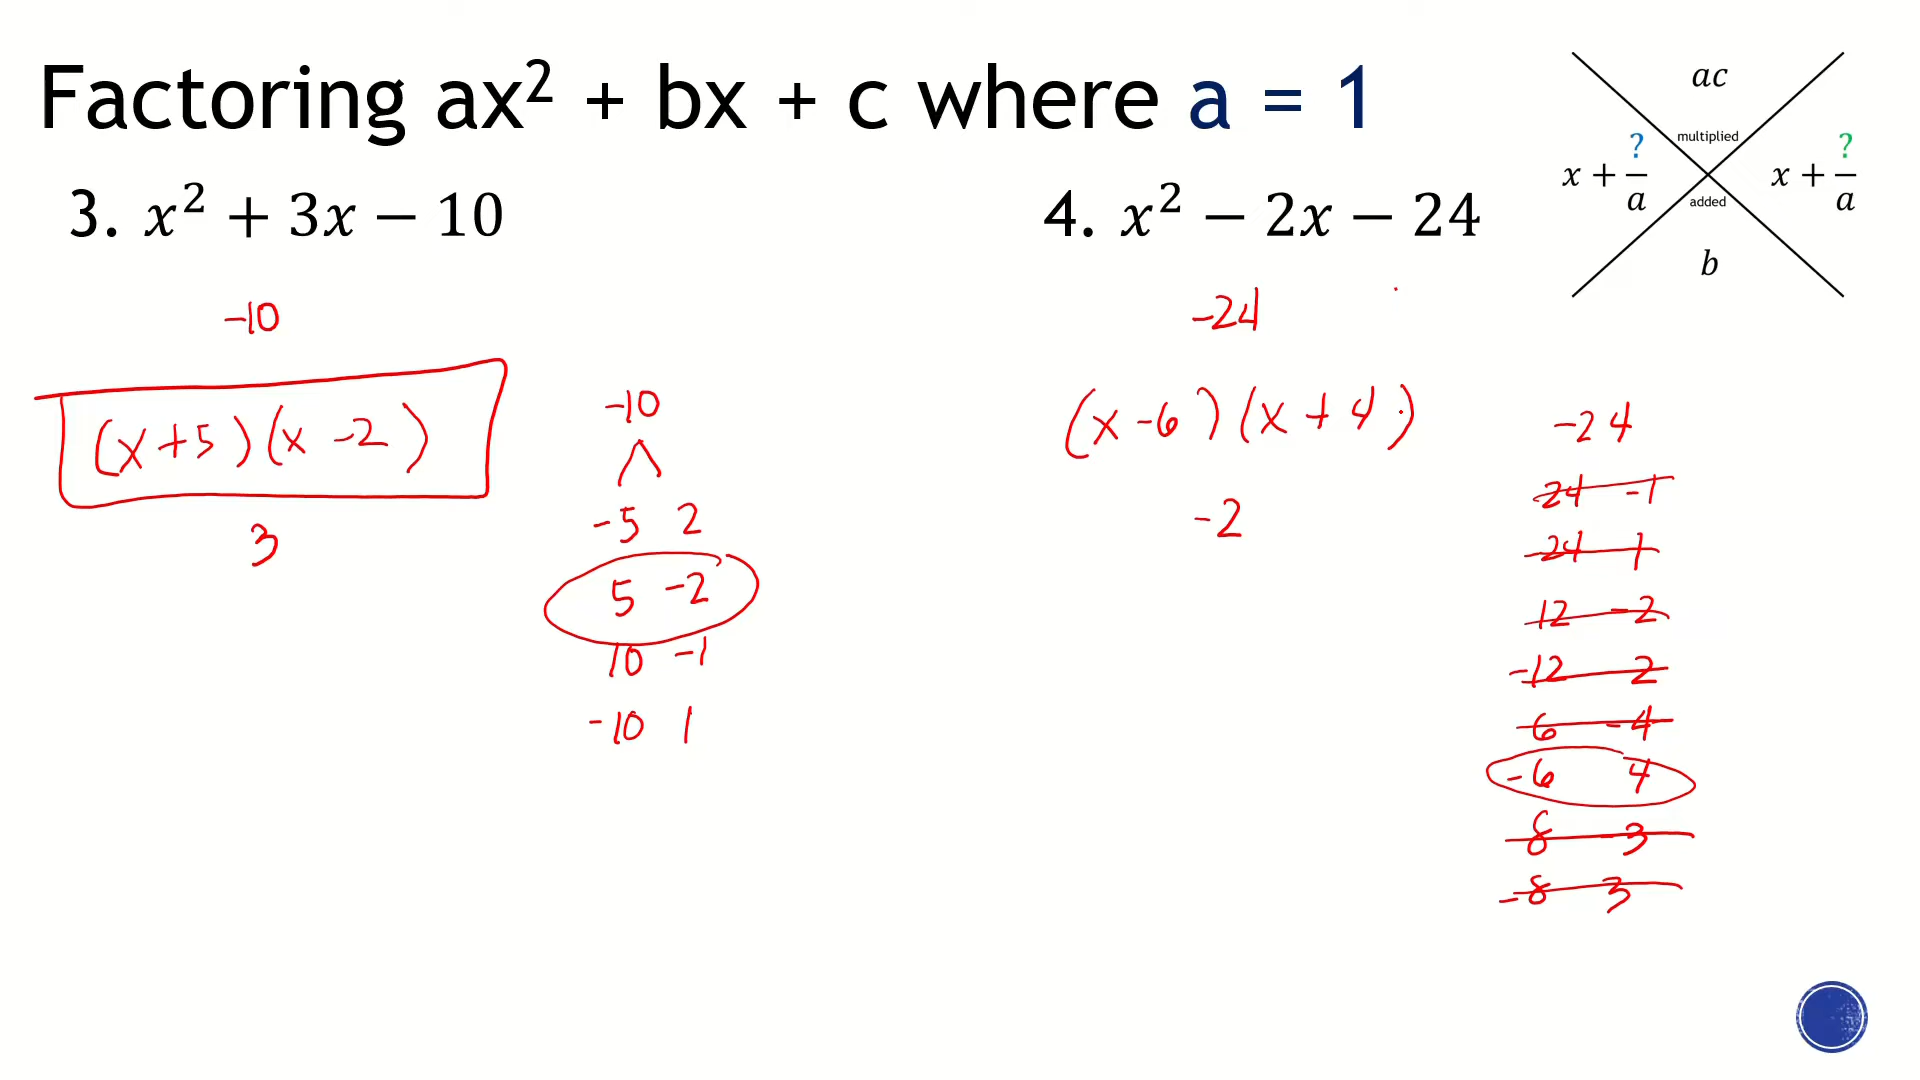 Factoring ax² + bx + c where a = 1
ac
multiplied
x + ?/a
x + ?/a
added
b
3. x² + 3x − 10
-10
(x +5)(x -2)
3
-10
-5 2
5 -2
10 -1
-10 1
4. x² − 2x − 24
-24
(x -6)(x + 4)
-2
-24
24 -1
-24 1
12 -2
-12 2
6 -4
-6 4
8 -3
-8 3